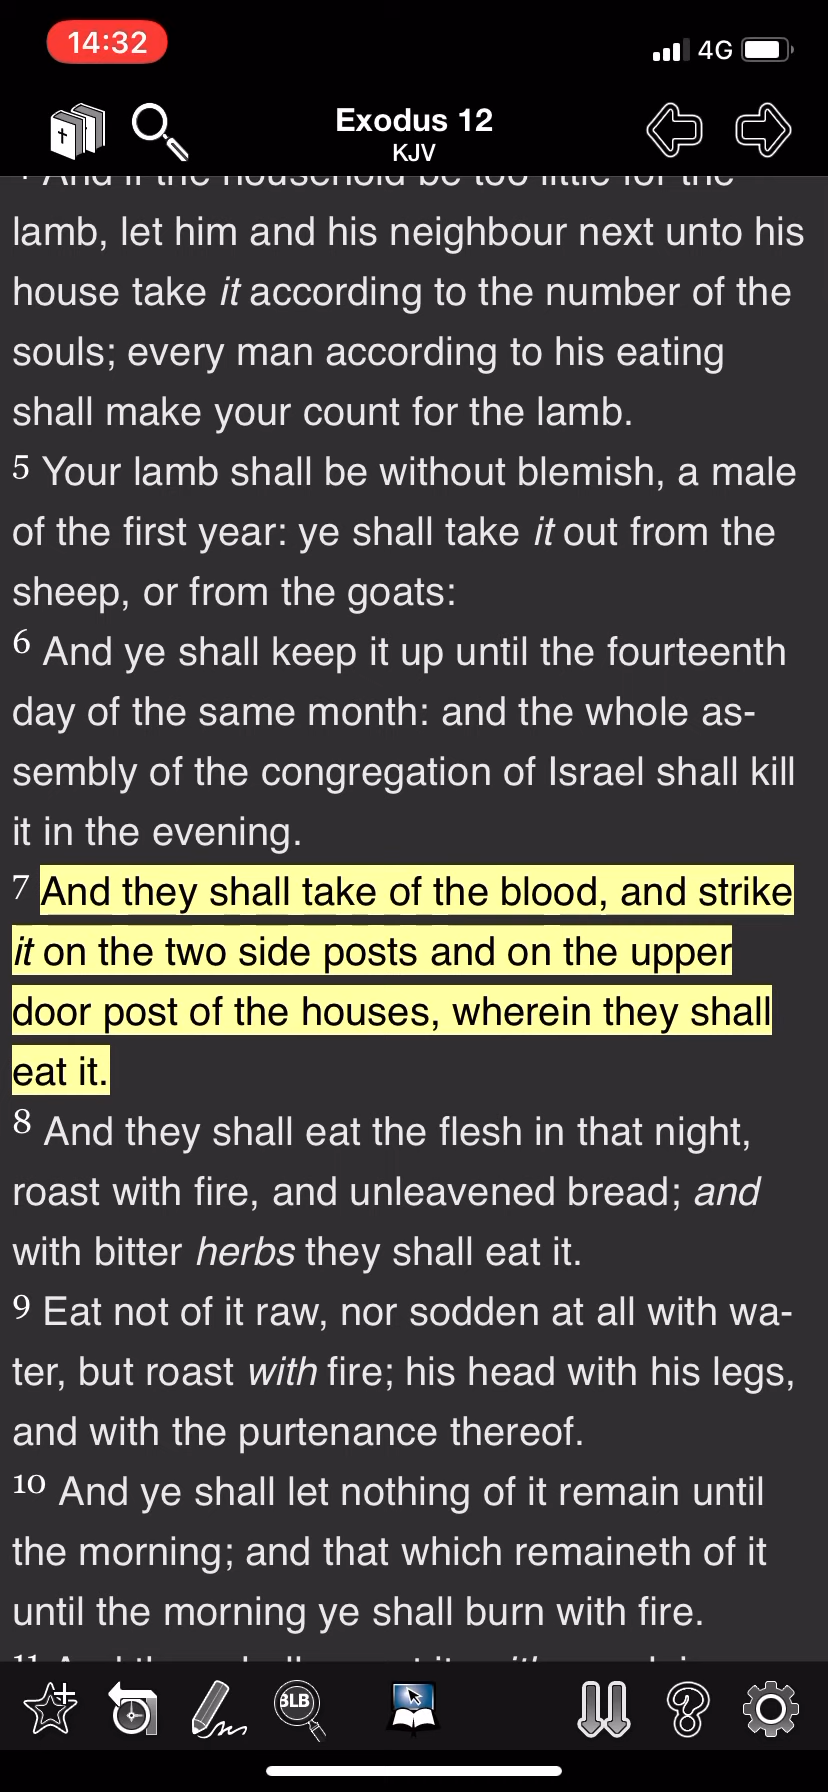 14:32
4G
Exodus 12
KJV
And if the household be too little for the
lamb, let him and his neighbour next unto his
house take it according to the number of the
souls; every man according to his eating
shall make your count for the lamb.
5 Your lamb shall be without blemish, a male
of the first year: ye shall take it out from the
sheep, or from the goats:
6 And ye shall keep it up until the fourteenth
day of the same month: and the whole as-
sembly of the congregation of Israel shall kill
it in the evening.
7 And they shall take of the blood, and strike
it on the two side posts and on the upper
door post of the houses, wherein they shall
eat it.
8 And they shall eat the flesh in that night,
roast with fire, and unleavened bread; and
with bitter herbs they shall eat it.
9 Eat not of it raw, nor sodden at all with wa-
ter, but roast with fire; his head with his legs,
and with the purtenance thereof.
10 And ye shall let nothing of it remain until
the morning; and that which remaineth of it
until the morning ye shall burn with fire.
11
BLB